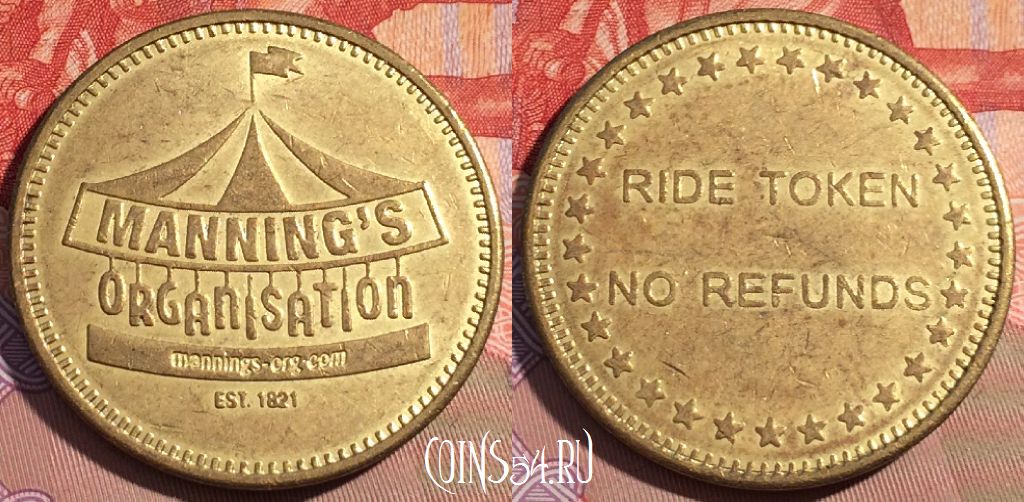 MANNING'S
ORGANISATION
mannings-org.com
EST. 1821
RIDE TOKEN
NO REFUNDS
COINS54.RU